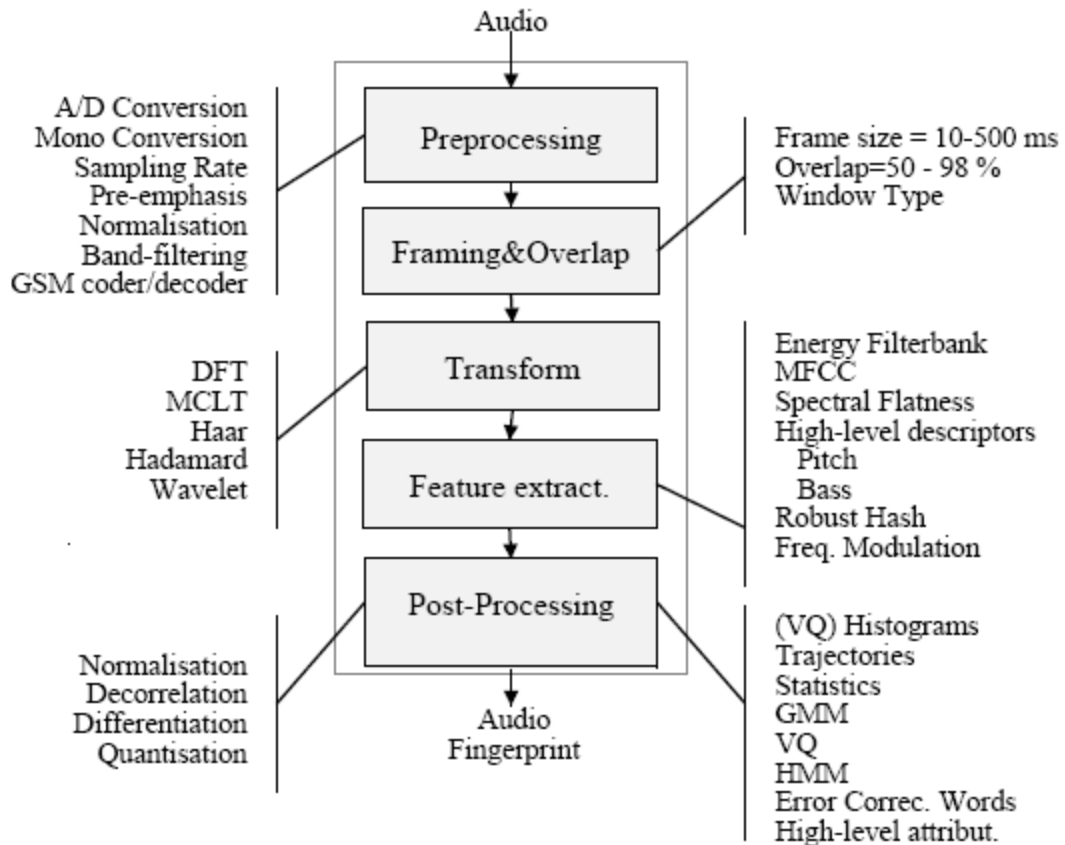 Audio
A/D Conversion
Mono Conversion
Sampling Rate
Pre-emphasis
Normalisation
Band-filtering
GSM coder/decoder
Preprocessing
Frame size = 10-500 ms
Overlap=50 - 98 %
Window Type
Framing&Overlap
DFT
MCLT
Haar
Hadamard
Wavelet
Transform
Energy Filterbank
MFCC
Spectral Flatness
High-level descriptors
Pitch
Bass
Robust Hash
Freq. Modulation
Feature extract.
Post-Processing
Normalisation
Decorrelation
Differentiation
Quantisation
(VQ) Histograms
Trajectories
Statistics
GMM
VQ
HMM
Error Correc. Words
High-level attribut.
Audio
Fingerprint